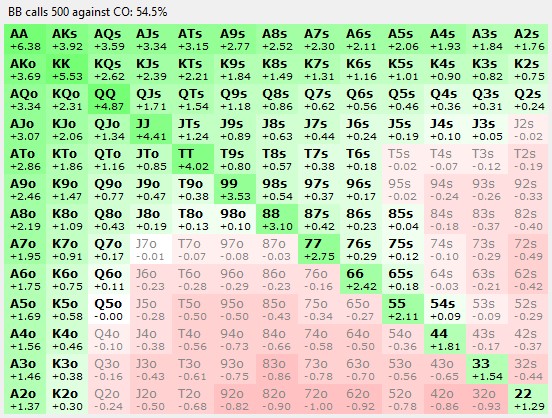 BB calls 500 against CO: 54.5%
AA AKs AQs AJs ATs A9s A8s A7s A6s A5s A4s A3s A2s
+6.38 +3.92 +3.59 +3.34 +3.15 +2.77 +2.52 +2.30 +2.11 +2.06 +1.93 +1.84 +1.76
AKo KK KQs KJs KTs K9s K8s K7s K6s K5s K4s K3s K2s
+3.69 +5.53 +2.62 +2.39 +2.21 +1.84 +1.49 +1.31 +1.16 +1.01 +0.90 +0.82 +0.75
AQo KQo QQ QJs QTs Q9s Q8s Q7s Q6s Q5s Q4s Q3s Q2s
+3.34 +2.31 +4.87 +1.71 +1.54 +1.18 +0.86 +0.62 +0.56 +0.46 +0.36 +0.31 +0.24
AJo KJo QJo JJ JTs J9s J8s J7s J6s J5s J4s J3s J2s
+3.07 +2.06 +1.34 +4.41 +1.24 +0.89 +0.63 +0.44 +0.24 +0.19 +0.10 +0.05 -0.02
ATo KTo QTo JTo TT T9s T8s T7s T6s T5s T4s T3s T2s
+2.86 +1.86 +1.16 +0.85 +4.02 +0.80 +0.57 +0.38 +0.18 -0.02 -0.07 -0.12 -0.19
A9o K9o Q9o J9o T9o 99 98s 97s 96s 95s 94s 93s 92s
+2.46 +1.47 +0.77 +0.47 +0.38 +3.53 +0.54 +0.37 +0.17 -0.02 -0.24 -0.26 -0.33
A8o K8o Q8o J8o T8o 98o 88 87s 86s 85s 84s 83s 82s
+2.19 +1.09 +0.43 +0.19 +0.13 +0.10 +3.10 +0.42 +0.23 +0.04 -0.18 -0.37 -0.40
A7o K7o Q7o J7o T7o 97o 87o 77 76s 75s 74s 73s 72s
+1.95 +0.91 +0.17 -0.01 -0.07 -0.08 -0.03 +2.75 +0.29 +0.12 -0.10 -0.29 -0.49
A6o K6o Q6o J6o T6o 96o 86o 76o 66 65s 64s 63s 62s
+1.75 +0.75 +0.11 -0.23 -0.28 -0.29 -0.23 -0.16 +2.42 +0.18 -0.03 -0.21 -0.42
A5o K5o Q5o J5o T5o 95o 85o 75o 65o 55 54s 53s 52s
+1.69 +0.58 -0.00 -0.28 -0.50 -0.50 -0.43 -0.34 -0.27 +2.11 +0.09 -0.09 -0.29
A4o K4o Q4o J4o T4o 94o 84o 74o 64o 54o 44 43s 42s
+1.56 +0.46 -0.10 -0.38 -0.56 -0.73 -0.66 -0.58 -0.50 -0.36 +1.81 -0.17 -0.37
A3o K3o Q3o J3o T3o 93o 83o 73o 63o 53o 43o 33 32s
+1.46 +0.38 -0.16 -0.43 -0.61 -0.75 -0.86 -0.78 -0.70 -0.56 -0.65 +1.54 -0.44
A2o K2o Q2o J2o T2o 92o 82o 72o 62o 52o 42o 32o 22
+1.37 +0.30 -0.24 -0.50 -0.68 -0.82 -0.90 -1.00 -0.92 -0.78 -0.86 -0.93 +1.29